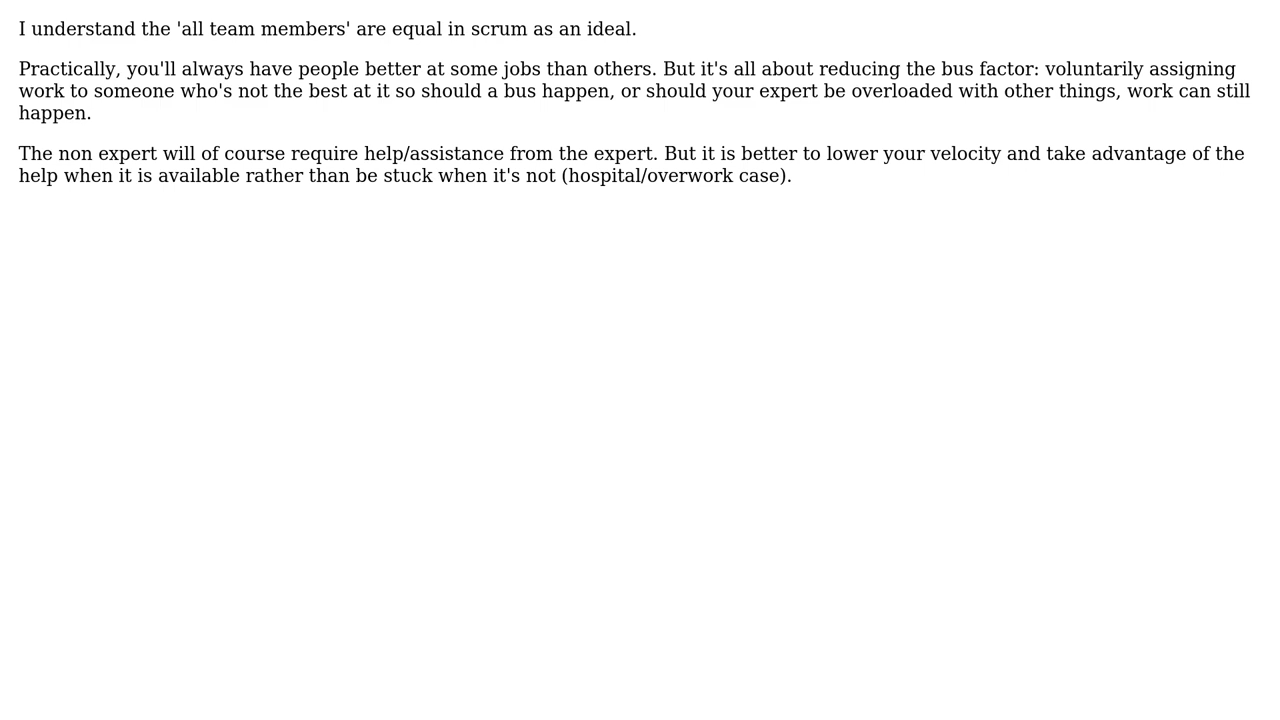 I understand the 'all team members' are equal in scrum as an ideal.
Practically, you'll always have people better at some jobs than others. But it's all about reducing the bus factor: voluntarily assigning
work to someone who's not the best at it so should a bus happen, or should your expert be overloaded with other things, work can still
happen.
The non expert will of course require help/assistance from the expert. But it is better to lower your velocity and take advantage of the
help when it is available rather than be stuck when it's not (hospital/overwork case).